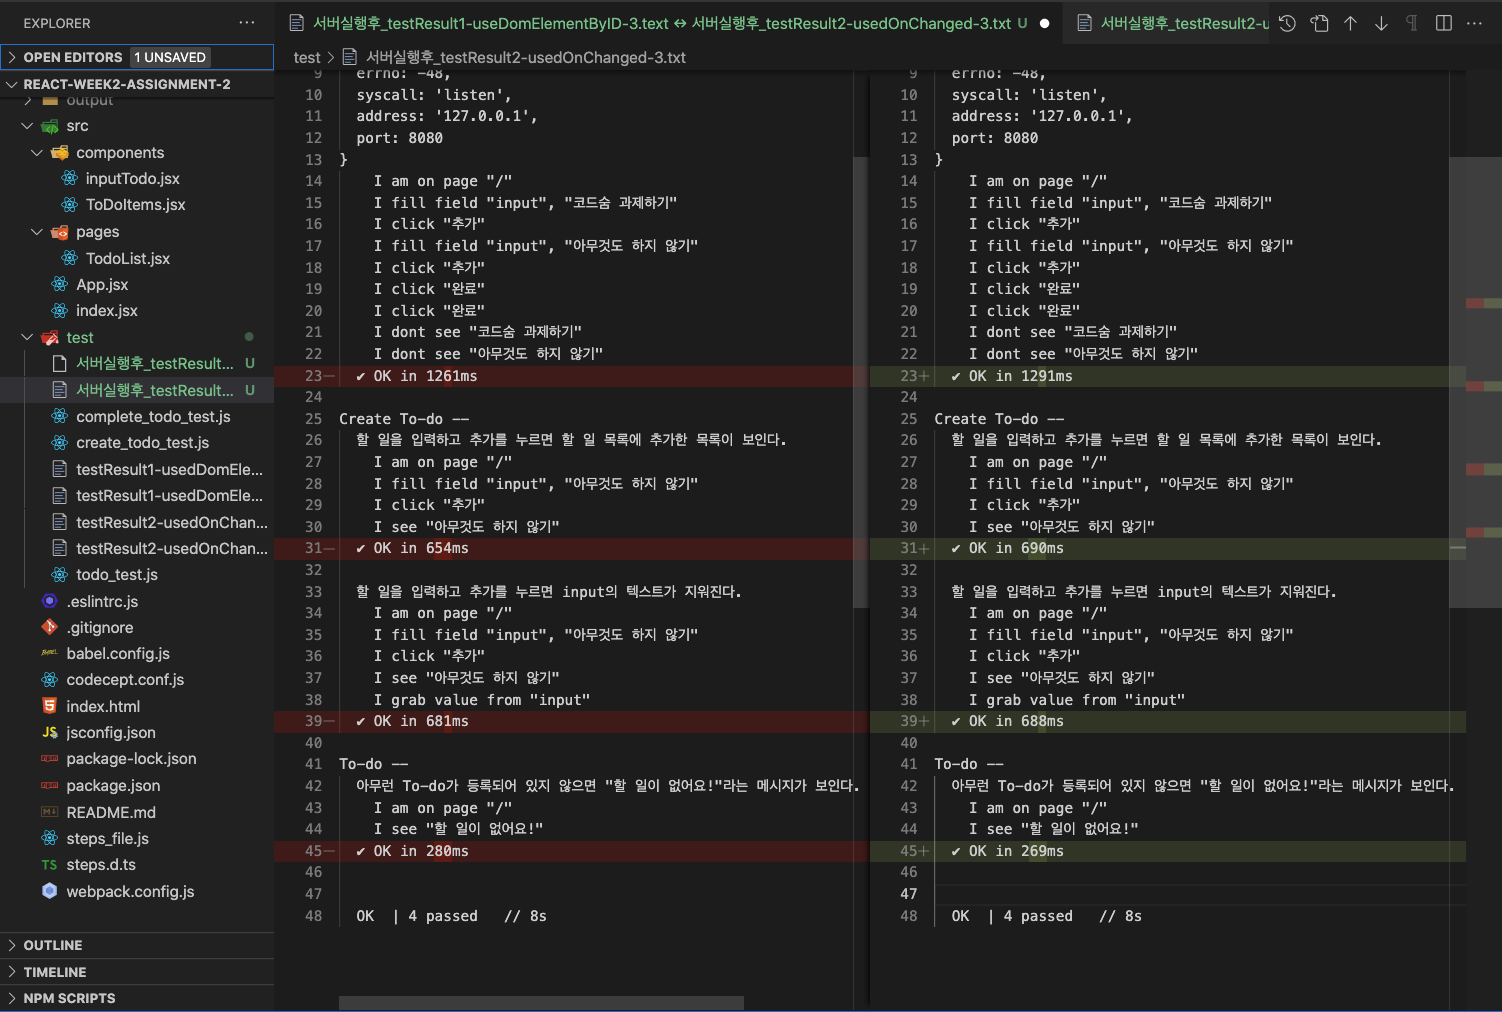 EXPLORER
OPEN EDITORS 1 UNSAVED
REACT-WEEK2-ASSIGNMENT-2
output
src
components
inputTodo.jsx
ToDoItems.jsx
pages
TodoList.jsx
App.jsx
index.jsx
test
서버실행후_testResult... U
서버실행후_testResult... U
complete_todo_test.js
create_todo_test.js
testResult1-usedDomEle...
testResult1-usedDomEle...
testResult2-usedOnChan...
testResult2-usedOnChan...
todo_test.js
.eslintrc.js
.gitignore
babel.config.js
codecept.conf.js
index.html
jsconfig.json
package-lock.json
package.json
README.md
steps_file.js
TS steps.d.ts
webpack.config.js
OUTLINE
TIMELINE
NPM SCRIPTS
서버실행후_testResult1-useDomElementByID-3.text ↔ 서버실행후_testResult2-usedOnChanged-3.txt U
서버실행후_testResult2-u
test > 서버실행후_testResult2-usedOnChanged-3.txt
9 errno: -48,
10 syscall: 'listen',
11 address: '127.0.0.1',
12 port: 8080
13 }
14 I am on page "/"
15 I fill field "input", "코드숨 과제하기"
16 I click "추가"
17 I fill field "input", "아무것도 하지 않기"
18 I click "추가"
19 I click "완료"
20 I click "완료"
21 I dont see "코드숨 과제하기"
22 I dont see "아무것도 하지 않기"
23− ✔ OK in 1261ms
24
25 Create To-do --
26 할 일을 입력하고 추가를 누르면 할 일 목록에 추가한 목록이 보인다.
27 I am on page "/"
28 I fill field "input", "아무것도 하지 않기"
29 I click "추가"
30 I see "아무것도 하지 않기"
31− ✔ OK in 654ms
32
33 할 일을 입력하고 추가를 누르면 input의 텍스트가 지워진다.
34 I am on page "/"
35 I fill field "input", "아무것도 하지 않기"
36 I click "추가"
37 I see "아무것도 하지 않기"
38 I grab value from "input"
39− ✔ OK in 681ms
40
41 To-do --
42 아무런 To-do가 등록되어 있지 않으면 "할 일이 없어요!"라는 메시지가 보인다.
43 I am on page "/"
44 I see "할 일이 없어요!"
45− ✔ OK in 280ms
46
47
48 OK | 4 passed // 8s
9 errno: -48,
10 syscall: 'listen',
11 address: '127.0.0.1',
12 port: 8080
13 }
14 I am on page "/"
15 I fill field "input", "코드숨 과제하기"
16 I click "추가"
17 I fill field "input", "아무것도 하지 않기"
18 I click "추가"
19 I click "완료"
20 I click "완료"
21 I dont see "코드숨 과제하기"
22 I dont see "아무것도 하지 않기"
23+ ✔ OK in 1291ms
24
25 Create To-do --
26 할 일을 입력하고 추가를 누르면 할 일 목록에 추가한 목록이 보인다.
27 I am on page "/"
28 I fill field "input", "아무것도 하지 않기"
29 I click "추가"
30 I see "아무것도 하지 않기"
31+ ✔ OK in 690ms
32
33 할 일을 입력하고 추가를 누르면 input의 텍스트가 지워진다.
34 I am on page "/"
35 I fill field "input", "아무것도 하지 않기"
36 I click "추가"
37 I see "아무것도 하지 않기"
38 I grab value from "input"
39+ ✔ OK in 688ms
40
41 To-do --
42 아무런 To-do가 등록되어 있지 않으면 "할 일이 없어요!"라는 메시지가 보인다.
43 I am on page "/"
44 I see "할 일이 없어요!"
45+ ✔ OK in 269ms
46
47
48 OK | 4 passed // 8s